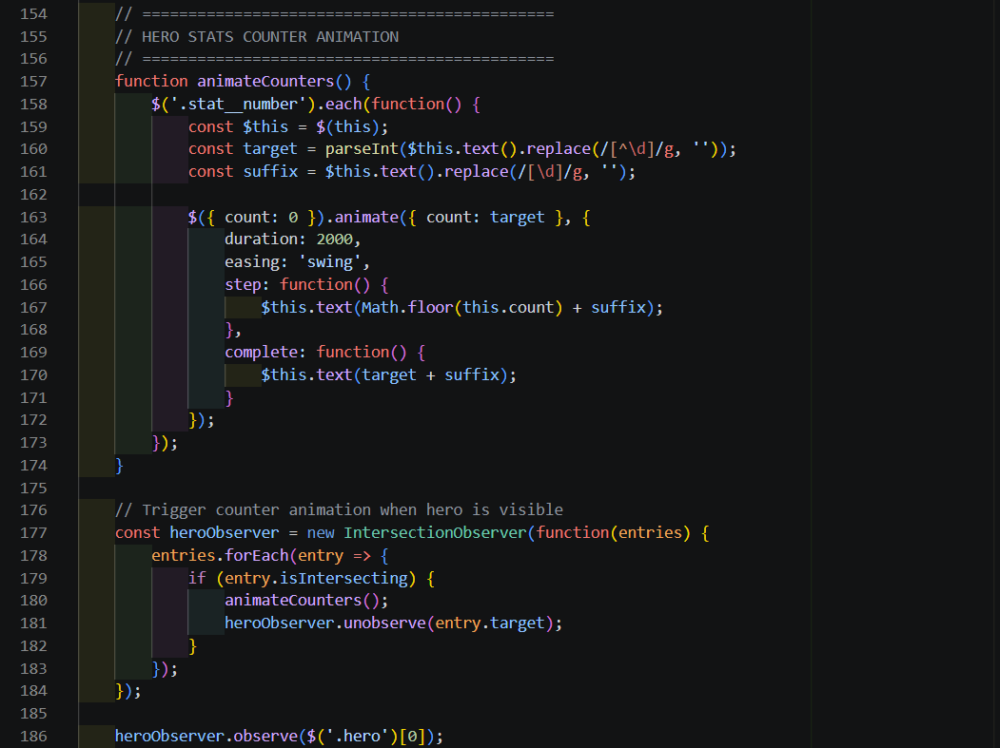 154 // =============================================
155 // HERO STATS COUNTER ANIMATION
156 // =============================================
157 function animateCounters() {
158     $('.stat__number').each(function() {
159         const $this = $(this);
160         const target = parseInt($this.text().replace(/[^\d]/g, ''));
161         const suffix = $this.text().replace(/[\d]/g, '');
162
163         $({ count: 0 }).animate({ count: target }, {
164             duration: 2000,
165             easing: 'swing',
166             step: function() {
167                 $this.text(Math.floor(this.count) + suffix);
168             },
169             complete: function() {
170                 $this.text(target + suffix);
171             }
172         });
173     });
174 }
175
176 // Trigger counter animation when hero is visible
177 const heroObserver = new IntersectionObserver(function(entries) {
178     entries.forEach(entry => {
179         if (entry.isIntersecting) {
180             animateCounters();
181             heroObserver.unobserve(entry.target);
182         }
183     });
184 });
185
186 heroObserver.observe($('.hero')[0]);